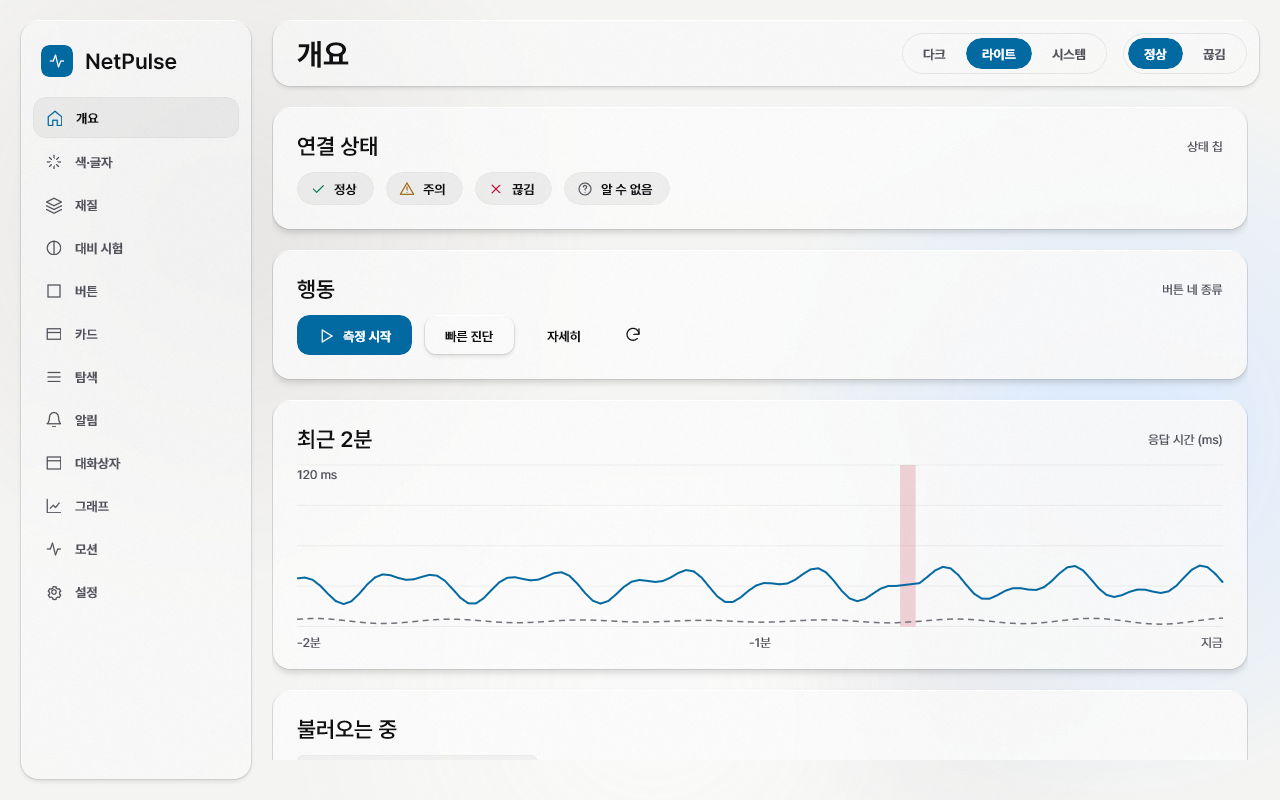 NetPulse
개요
색·글자
재질
대비 시험
버튼
카드
탐색
알림
대화상자
그래프
모션
설정
개요
다크 라이트 시스템 정상 끊김
연결 상태
상태 칩
정상 주의 끊김 알 수 없음
행동
버튼 네 종류
측정 시작 빠른 진단 자세히
최근 2분
응답 시간 (ms)
120 ms
-2분 -1분 지금
불러오는 중